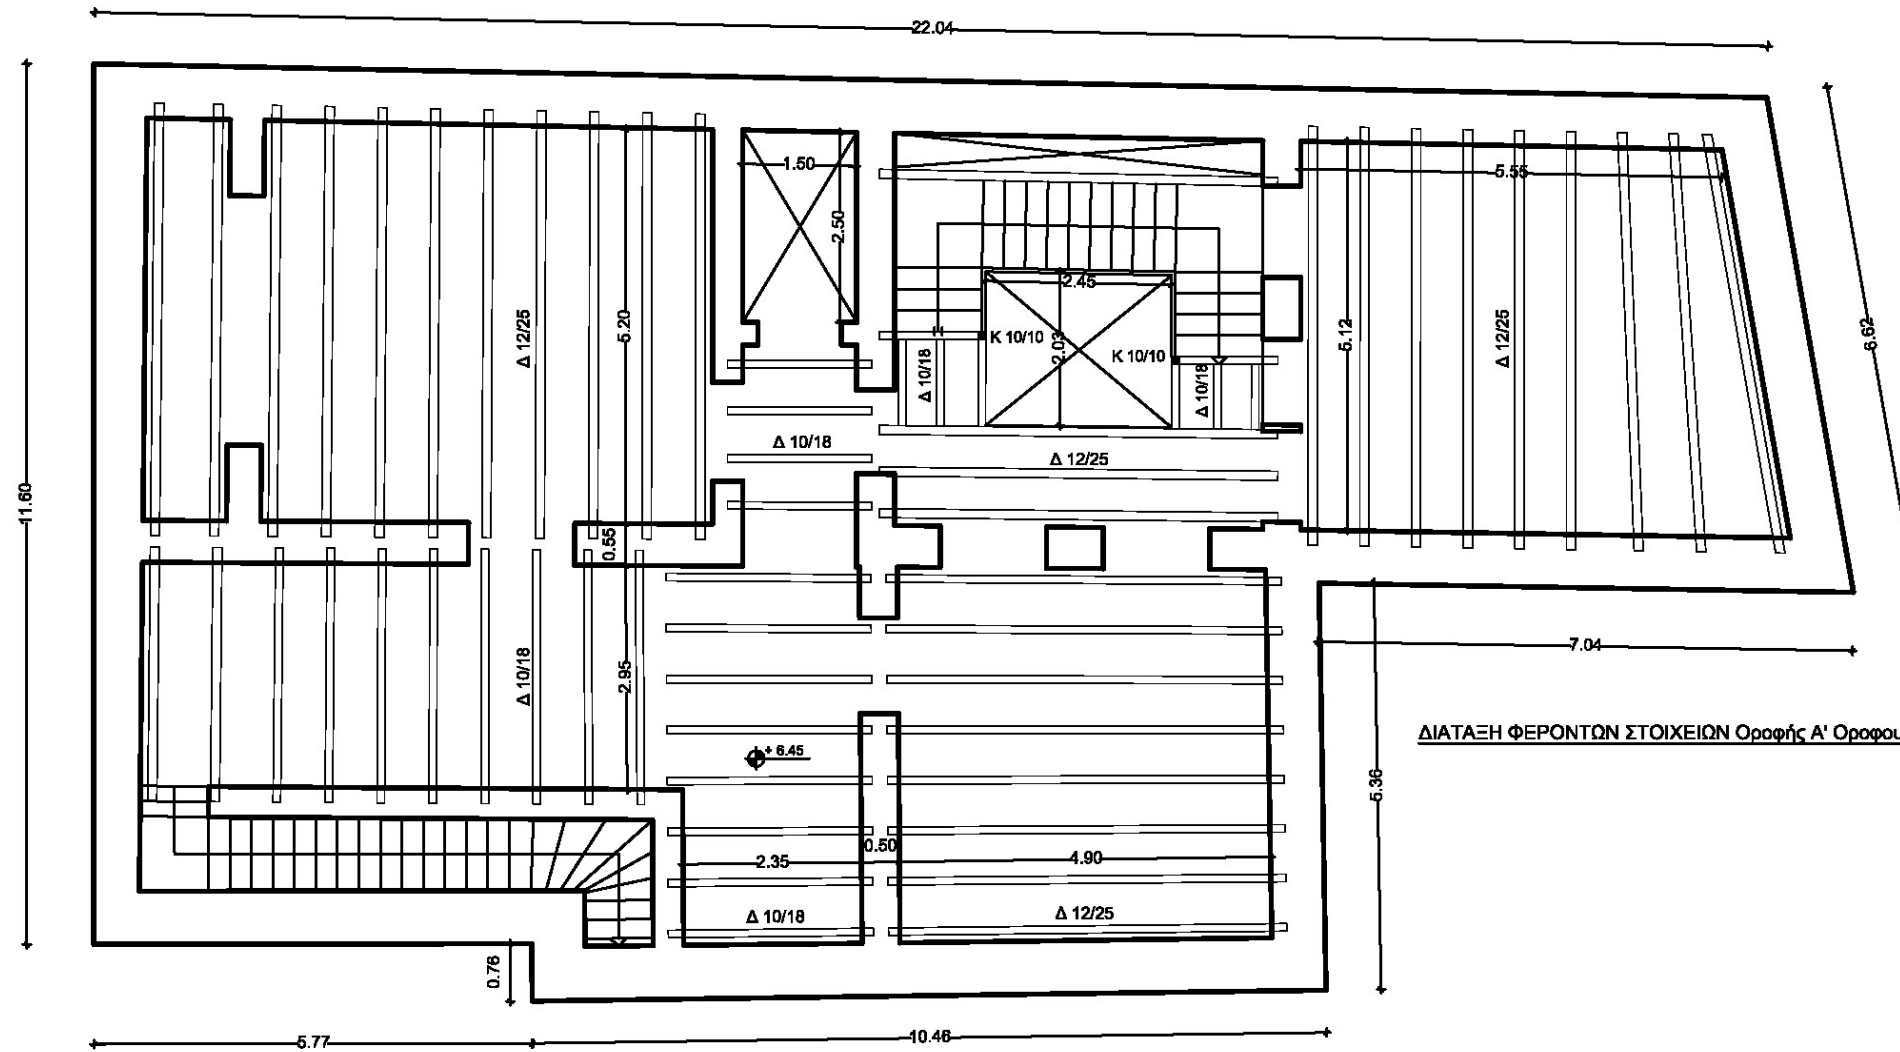 22.04
1.50
5.55
2.50
2.45
Δ 12/25
5.20
K 10/10
2.03
5.12
Δ 12/25
6.62
K 10/10
Δ 10/18
Δ 10/18
Δ 10/18
Δ 12/25
11.60
0.55
7.04
Δ 10/18
2.95
+ 6.45
ΔΙΑΤΑΞΗ ΦΕΡΟΝΤΩΝ ΣΤΟΙΧΕΙΩΝ Οροφής Α' Οροφου
5.36
0.50
2.35
4.90
Δ 10/18
Δ 12/25
0.76
5.77
10.46